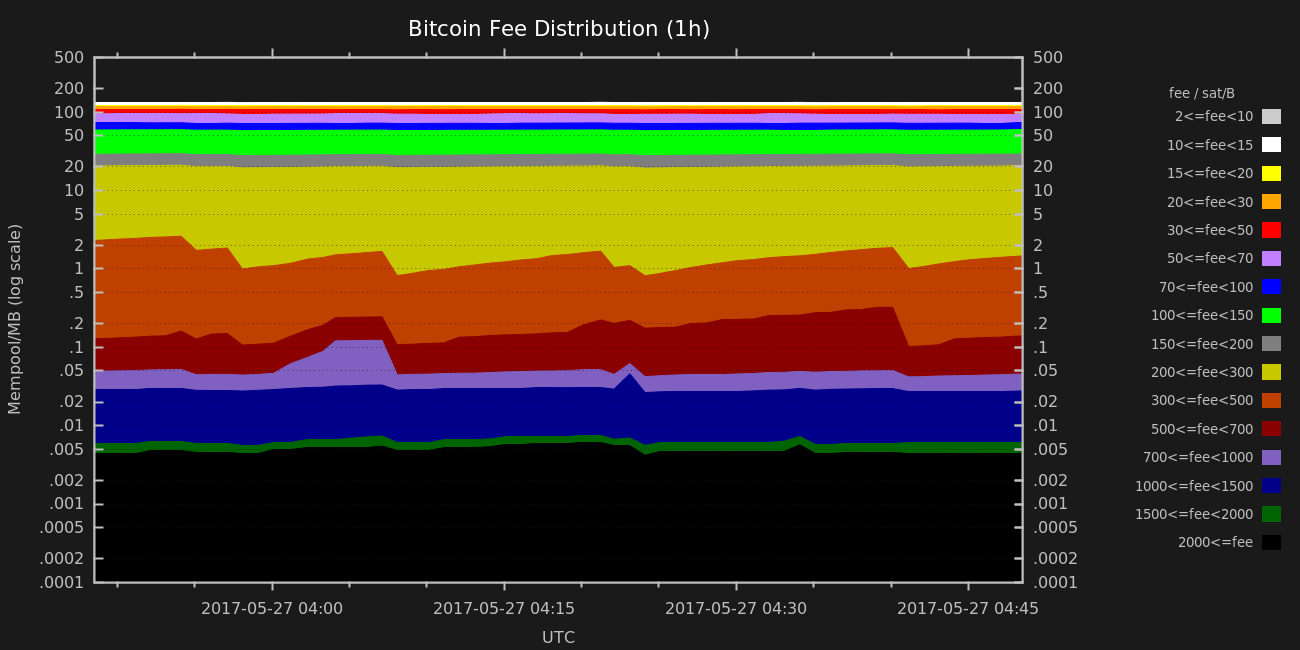 Bitcoin Fee Distribution (1h)
500
200
100
50
20
10
5
2
1
.5
.2
.1
.05
.02
.01
.005
.002
.001
.0005
.0002
.0001
Mempool/MB (log scale)
500
200
100
50
20
10
5
2
1
.5
.2
.1
.05
.02
.01
.005
.002
.001
.0005
.0002
.0001
2017-05-27 04:00
2017-05-27 04:15
2017-05-27 04:30
2017-05-27 04:45
UTC
fee / sat/B
2<=fee<10
10<=fee<15
15<=fee<20
20<=fee<30
30<=fee<50
50<=fee<70
70<=fee<100
100<=fee<150
150<=fee<200
200<=fee<300
300<=fee<500
500<=fee<700
700<=fee<1000
1000<=fee<1500
1500<=fee<2000
2000<=fee